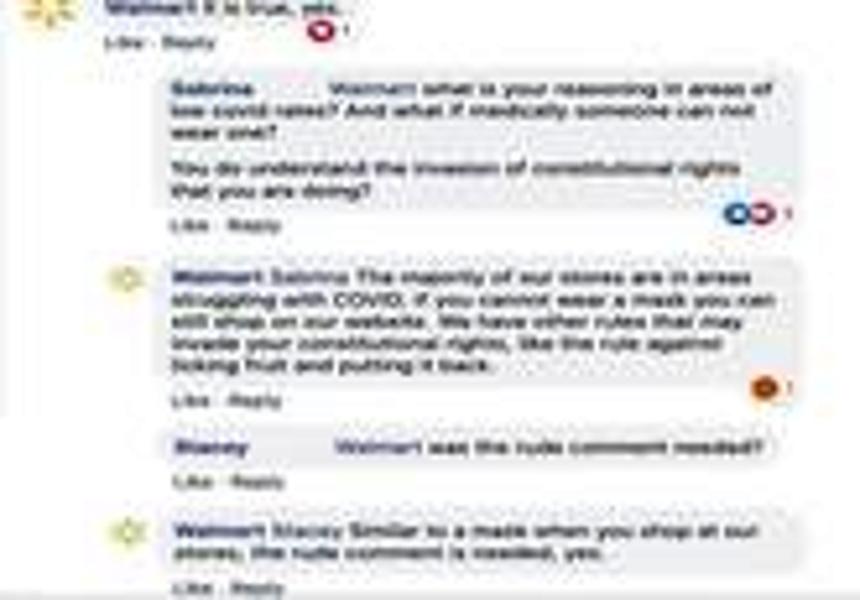 Walmart It is true, yes.
Like · Reply
Sabrina Walmart what is your reasoning in areas of
low covid rates? And what if medically someone can not
wear one?
You do understand the invasion of constitutional rights
that you are doing?
Like · Reply
Walmart Sabrina The majority of our stores are in areas
struggling with COVID. If you cannot wear a mask you can
still shop on our website. We have other rules that may
invade your constitutional rights, like the rule against
licking fruit and putting it back.
Like · Reply
Stacey Walmart was the rude comment needed?
Like · Reply
Walmart Stacey Similar to a mask when you shop at our
stores, the rude comment is needed, yes.
Like · Reply